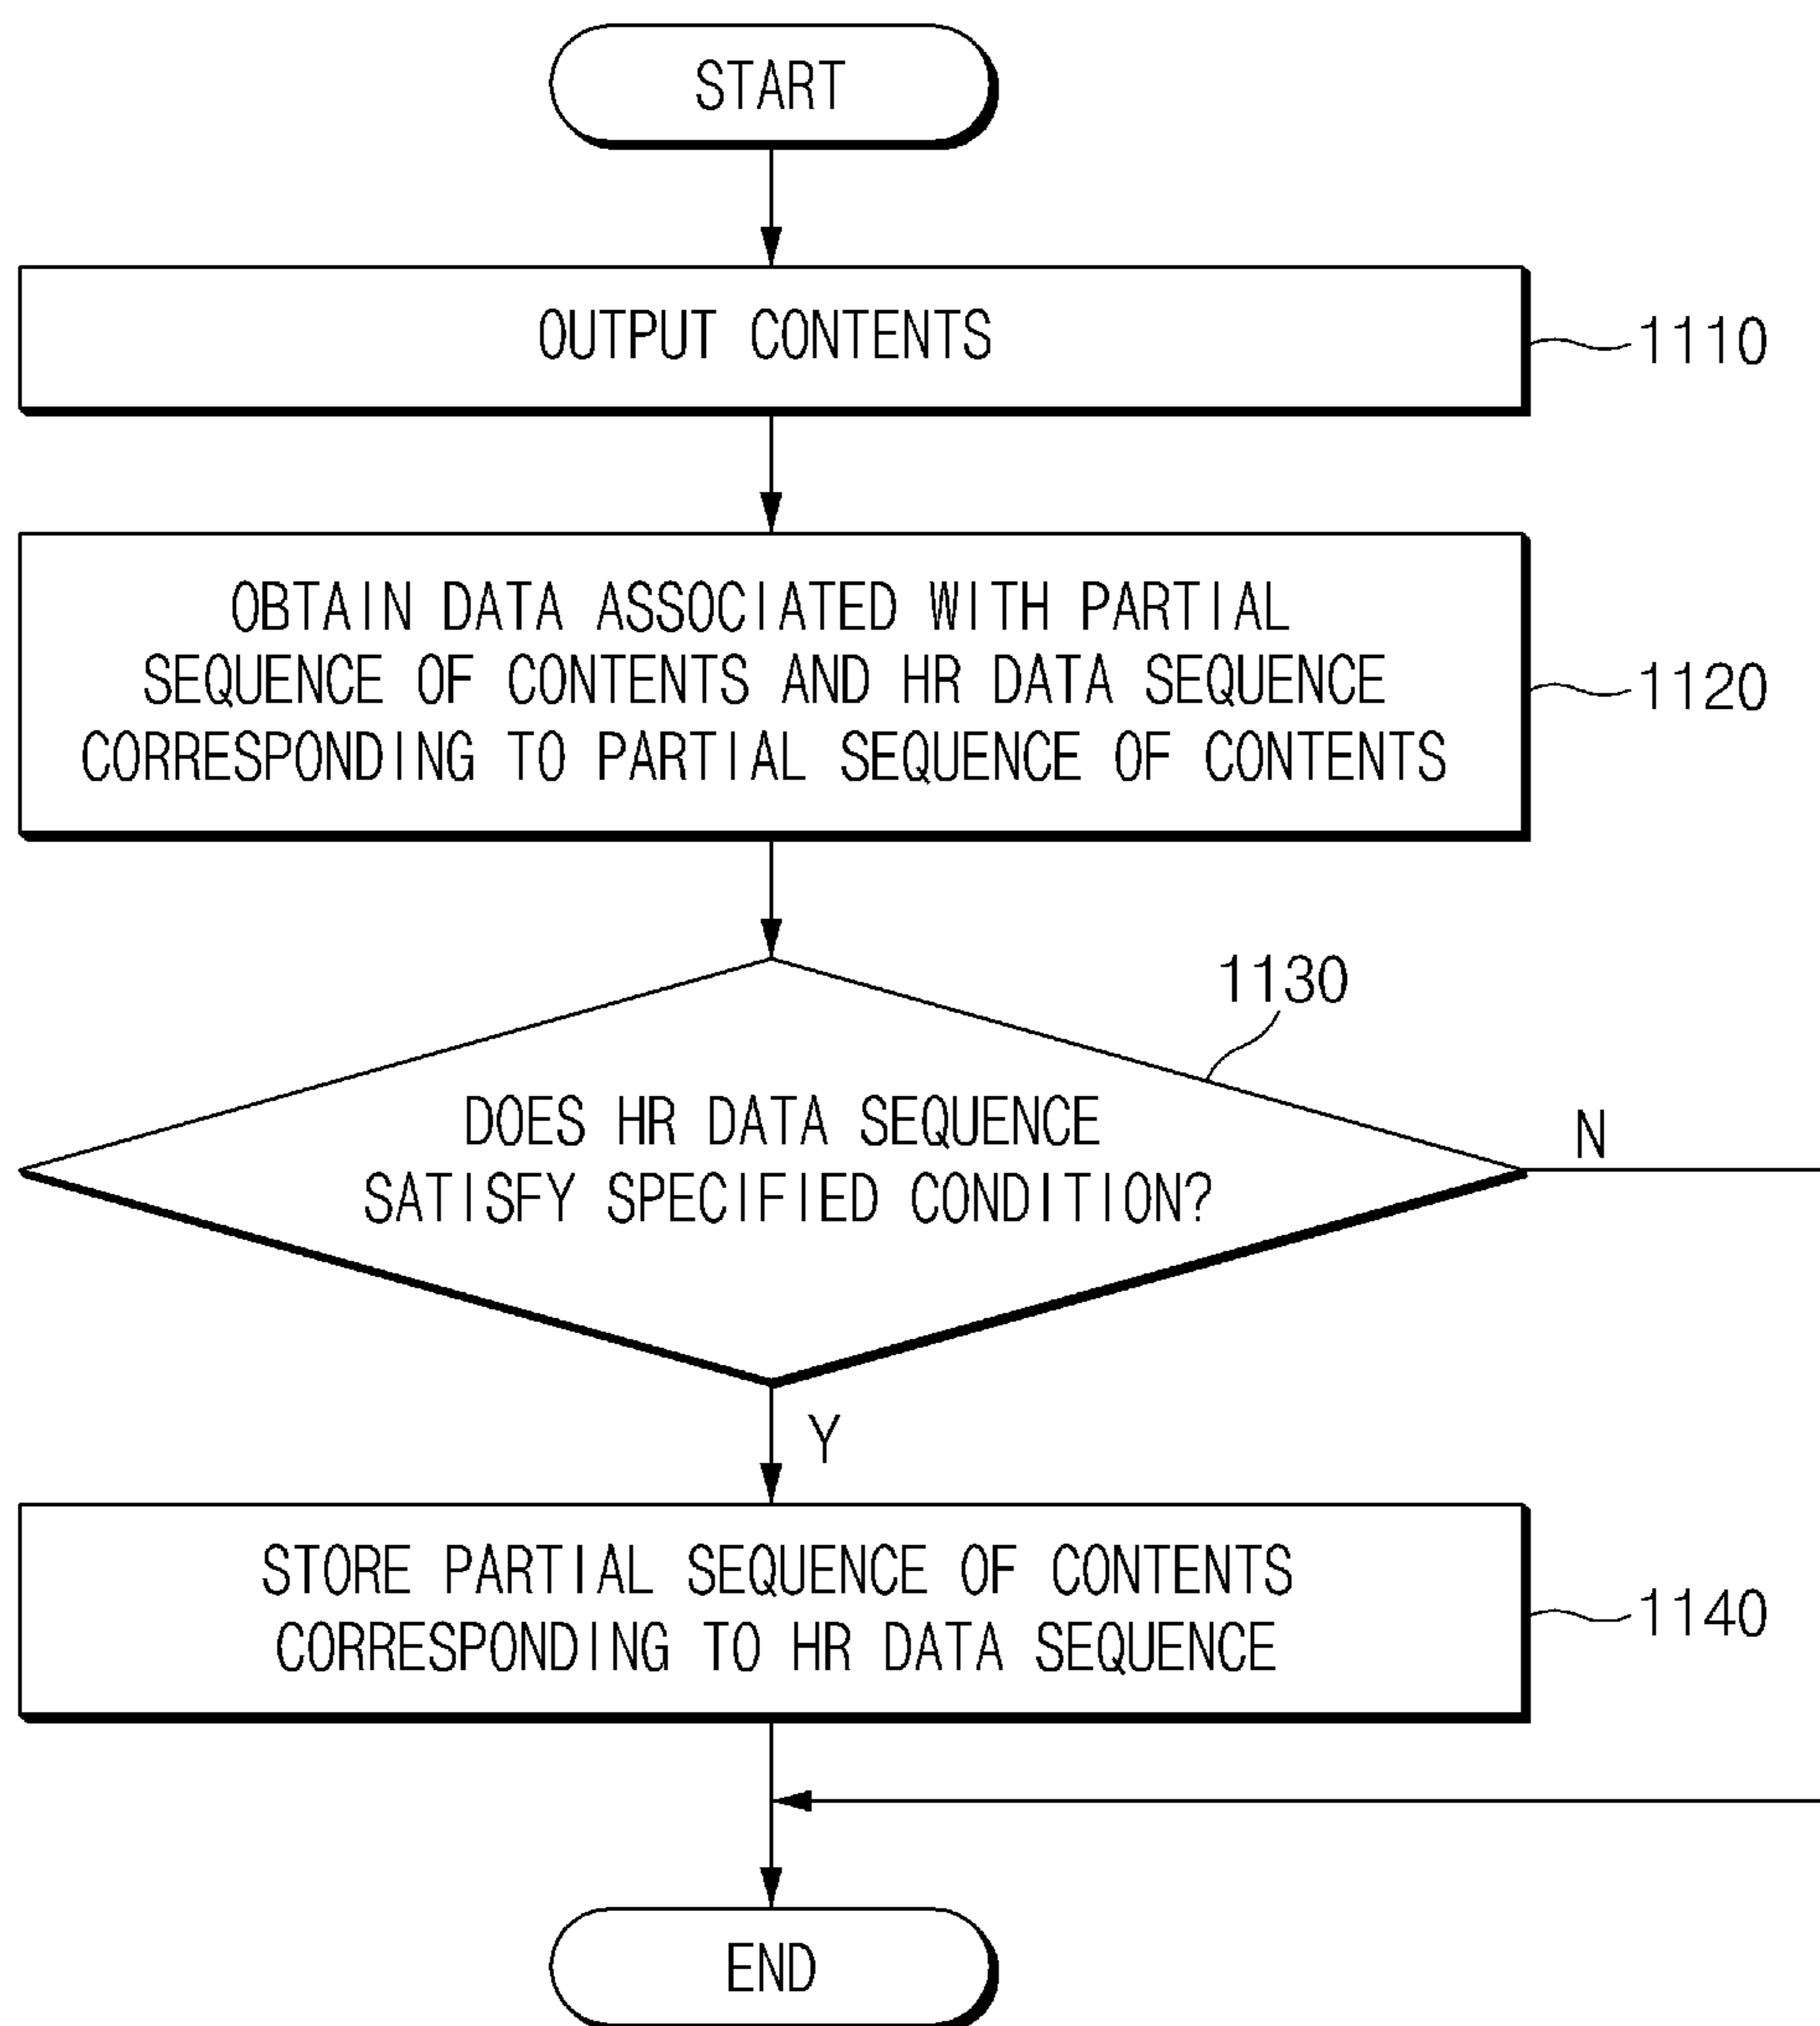 START
OUTPUT CONTENTS
1110
OBTAIN DATA ASSOCIATED WITH PARTIAL
SEQUENCE OF CONTENTS AND HR DATA SEQUENCE
CORRESPONDING TO PARTIAL SEQUENCE OF CONTENTS
1120
1130
DOES HR DATA SEQUENCE
SATISFY SPECIFIED CONDITION?
N
Y
STORE PARTIAL SEQUENCE OF CONTENTS
CORRESPONDING TO HR DATA SEQUENCE
1140
END